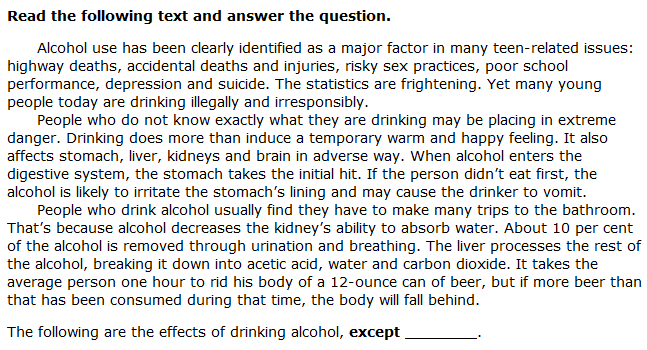 Read the following text and answer the question.
Alcohol use has been clearly identified as a major factor in many teen-related issues:
highway deaths, accidental deaths and injuries, risky sex practices, poor school
performance, depression and suicide. The statistics are frightening. Yet many young
people today are drinking illegally and irresponsibly.
People who do not know exactly what they are drinking may be placing in extreme
danger. Drinking does more than induce a temporary warm and happy feeling. It also
affects stomach, liver, kidneys and brain in adverse way. When alcohol enters the
digestive system, the stomach takes the initial hit. If the person didn't eat first, the
alcohol is likely to irritate the stomach's lining and may cause the drinker to vomit.
People who drink alcohol usually find they have to make many trips to the bathroom.
That's because alcohol decreases the kidney's ability to absorb water. About 10 per cent
of the alcohol is removed through urination and breathing. The liver processes the rest of
the alcohol, breaking it down into acetic acid, water and carbon dioxide. It takes the
average person one hour to rid his body of a 12-ounce can of beer, but if more beer than
that has been consumed during that time, the body will fall behind.
The following are the effects of drinking alcohol, except ________.